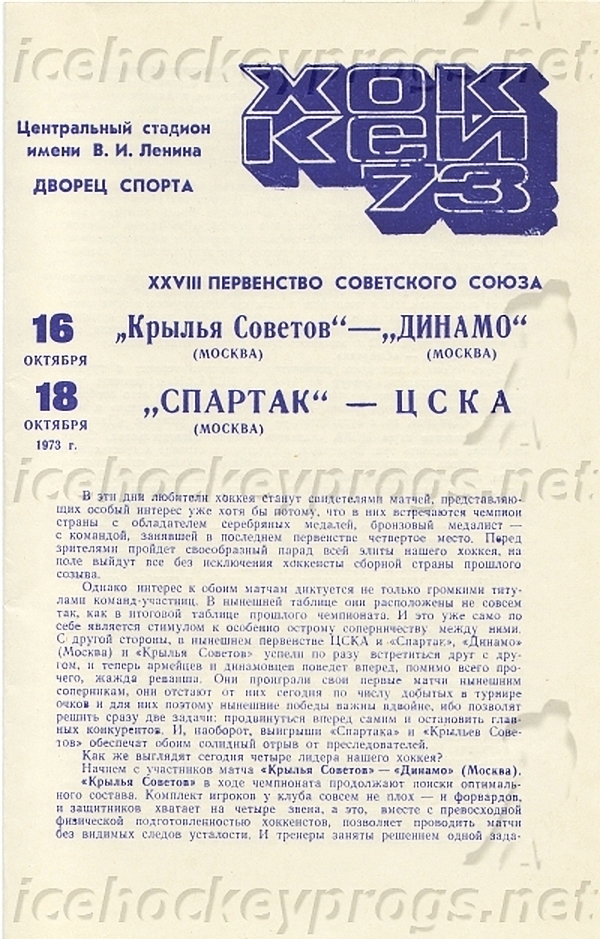 icehockeyprogs.net
ХОК
КЕЙ
73
Центральный стадион
имени В. И. Ленина
ДВОРЕЦ СПОРТА
XXVIII ПЕРВЕНСТВО СОВЕТСКОГО СОЮЗА
16
ОКТЯБРЯ
„Крылья Советов“—„ДИНАМО“
(МОСКВА) (МОСКВА)
18
ОКТЯБРЯ
1973 г.
„СПАРТАК“ — ЦСКА
(МОСКВА)
icehockeyprogs.net
В эти дни любители хоккея станут свидетелями матчей, представляю-
щих особый интерес уже хотя бы потому, что в них встречаются чемпион
страны с обладателем серебряных медалей, бронзовый медалист —
с командой, занявшей в последнем первенстве четвертое место. Перед
зрителями пройдет своеобразный парад всей элиты нашего хоккея, на
поле выйдут все без исключения хоккеисты сборной страны прошлого
созыва.
Однако интерес к обоим матчам диктуется не только громкими титу-
лами команд-участниц. В нынешней таблице они расположены не совсем
так, как в итоговой таблице прошлого чемпионата. И это уже само по
себе является стимулом к особенно острому соперничеству между ними.
С другой стороны, в нынешнем первенстве ЦСКА и «Спартак», «Динамо»
(Москва) и «Крылья Советов» успели по разу встретиться друг с дру-
гом, и теперь армейцев и динамовцев поведет вперед, помимо всего про-
чего, жажда реванша. Они проиграли свои первые матчи нынешним
соперникам, они отстают от них сегодня по числу добытых в турнире
очков и для них поэтому нынешние победы важны вдвойне, ибо позволят
решить сразу две задачи: продвинуться вперед самим и остановить глав-
ных конкурентов. И, наоборот, выигрыши «Спартака» и «Крыльев Сове-
тов» обеспечат обоим солидный отрыв от преследователей.
Как же выглядят сегодня четыре лидера нашего хоккея?
Начнем с участников матча «Крылья Советов» — «Динамо» (Москва).
«Крылья Советов» в ходе чемпионата продолжают поиски оптималь-
ного состава. Комплект игроков у клуба совсем не плох — и форвардов,
и защитников хватает на четыре звена, а это, вместе с превосходной
физической подготовленностью хоккеистов, позволяет проводить матчи
без видимых следов усталости. И тренеры заняты решением одной зада-
icehockeyprogs.net